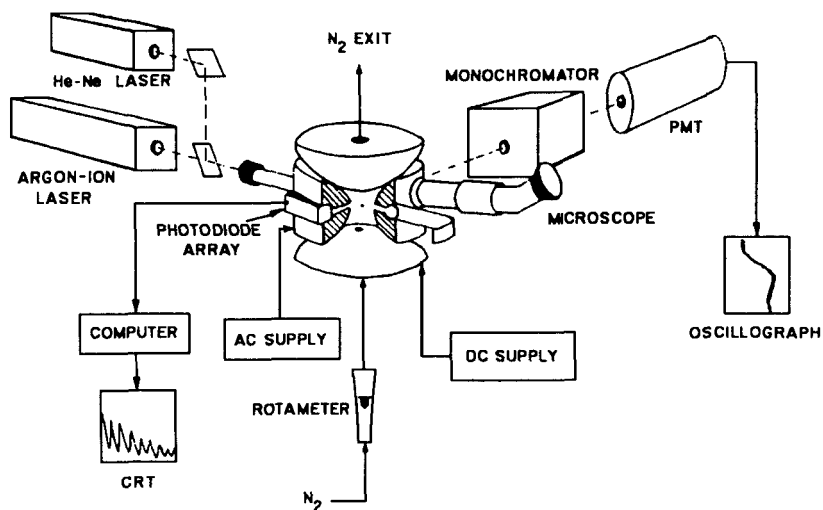 N2 EXIT
He-Ne LASER
MONOCHROMATOR
PMT
ARGON-ION
LASER
MICROSCOPE
PHOTODIODE
ARRAY
COMPUTER
AC SUPPLY
DC SUPPLY
OSCILLOGRAPH
ROTAMETER
CRT
N2